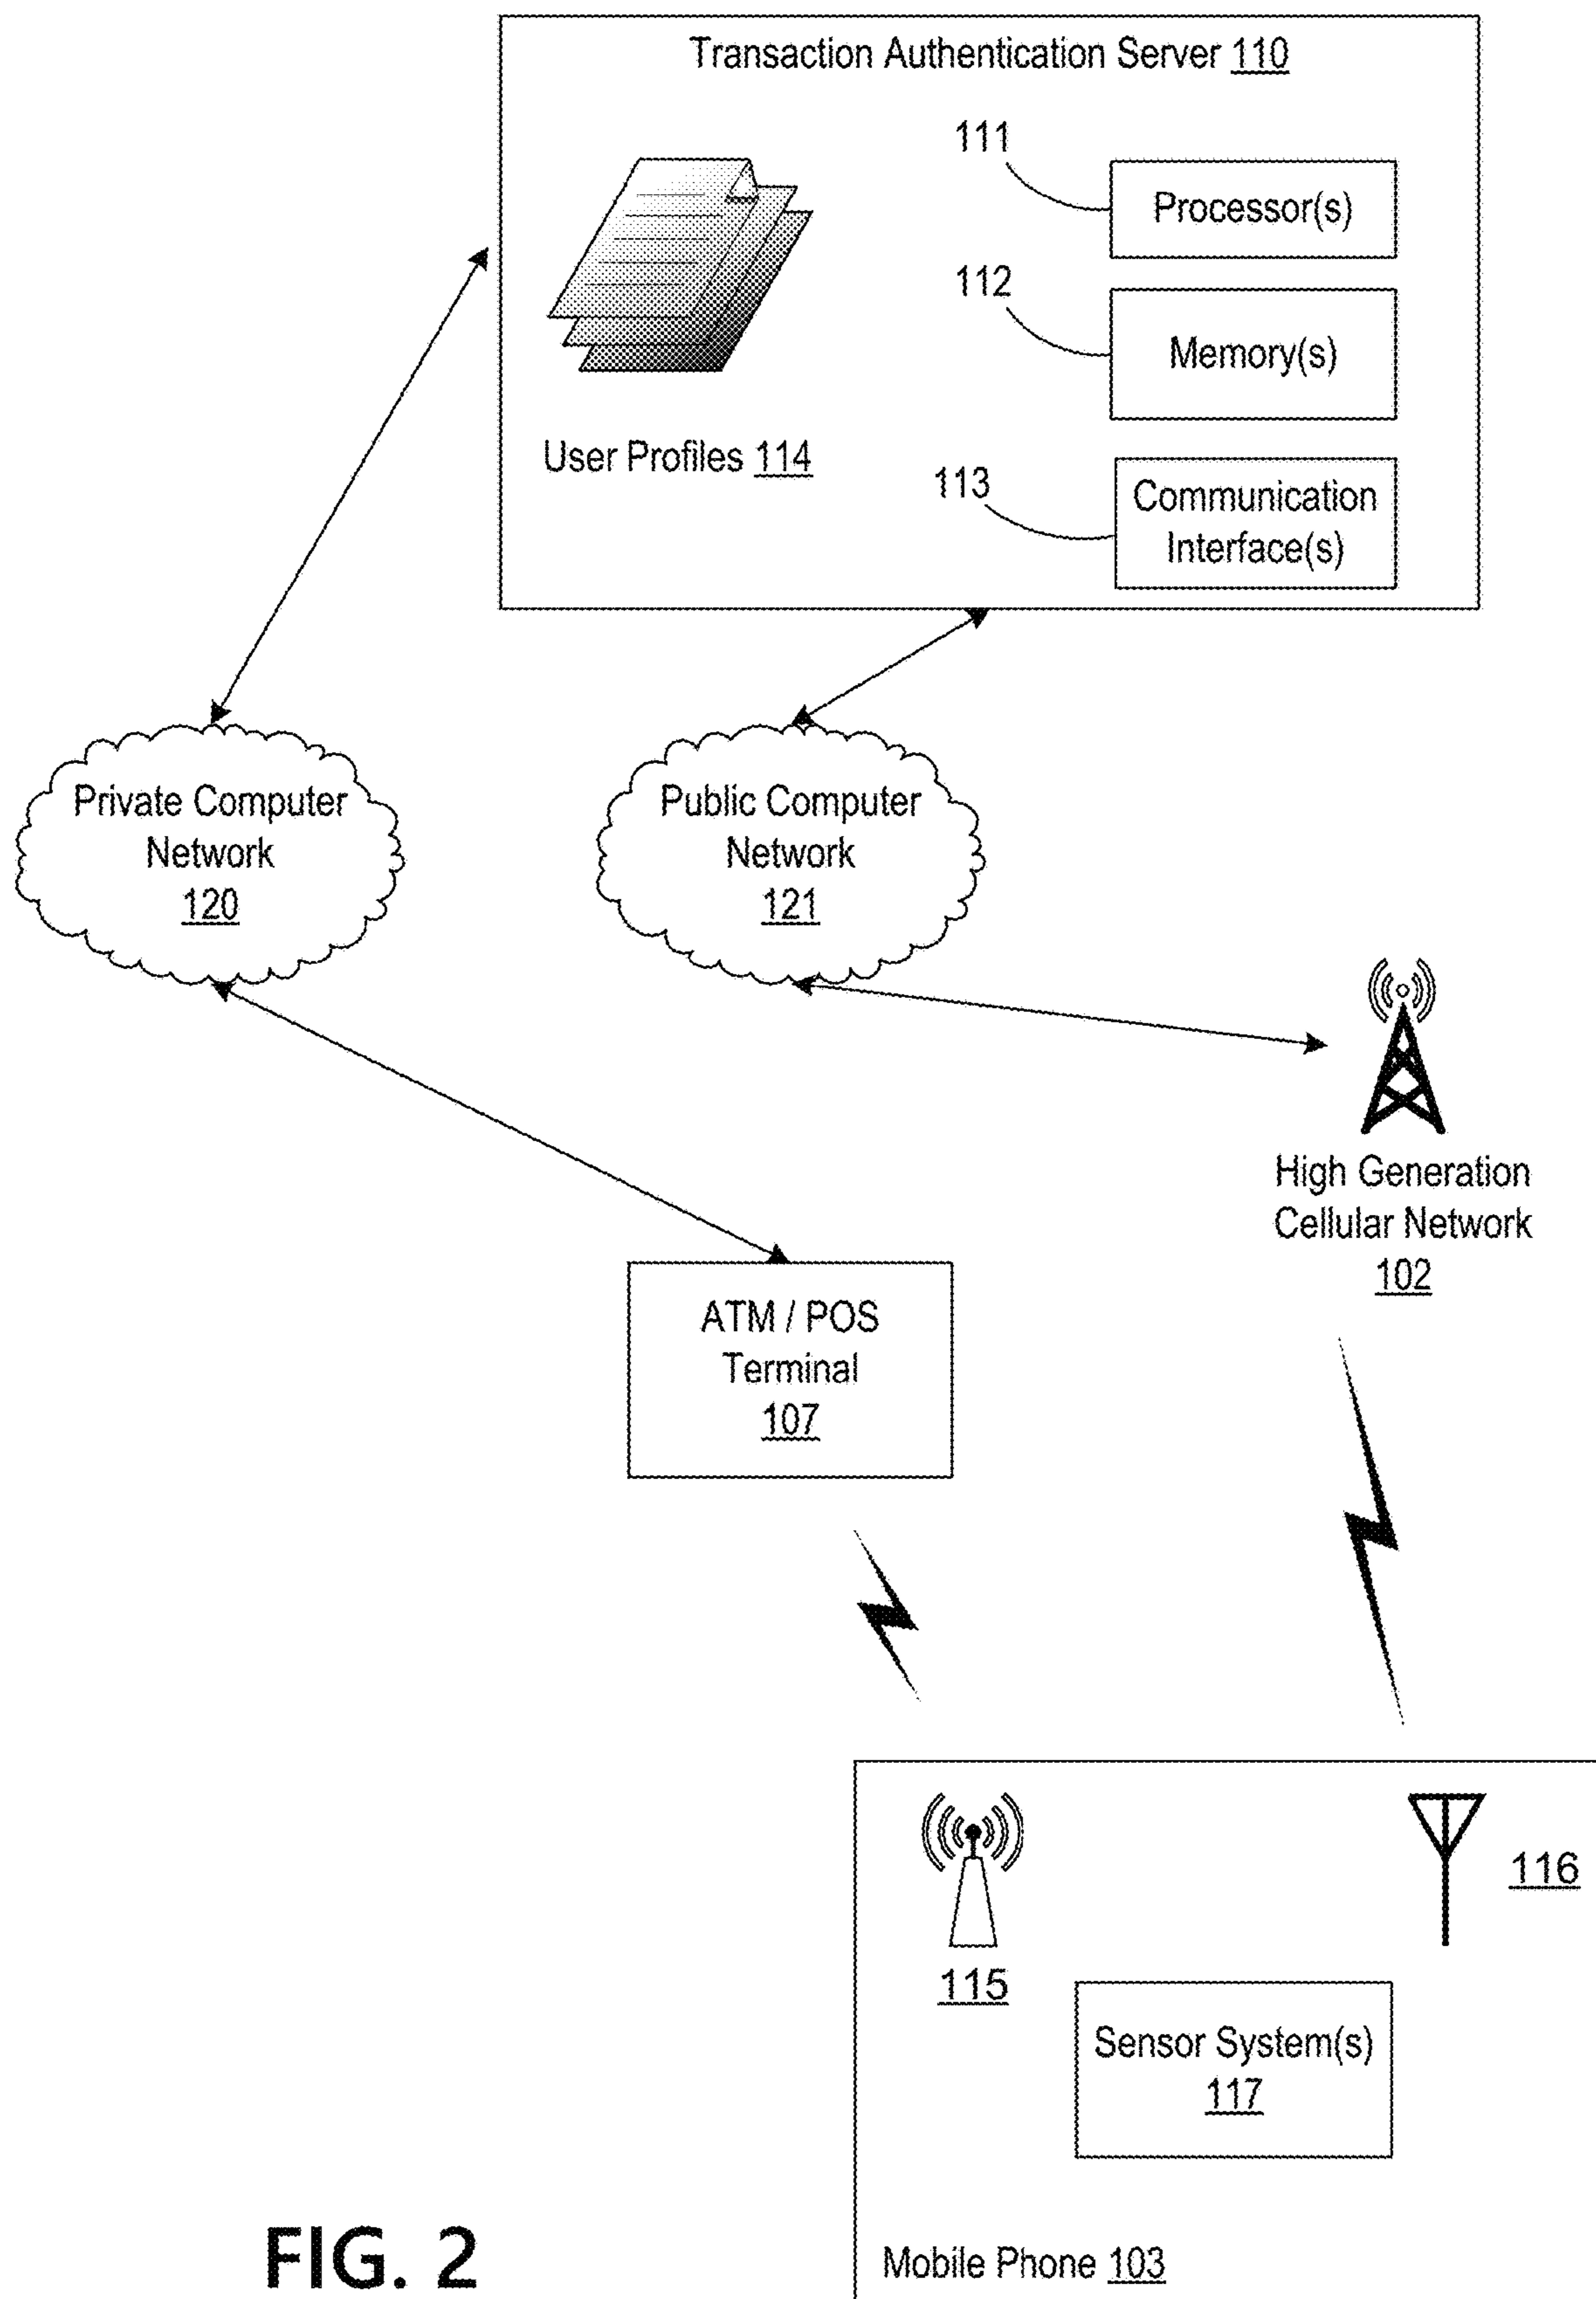 Transaction Authentication Server 110
111
Processor(s)
112
Memory(s)
User Profiles 114
113
Communication
Interface(s)
Private Computer
Network
120
Public Computer
Network
121
High Generation
Cellular Network
102
ATM / POS
Terminal
107
116
115
Sensor System(s)
117
Mobile Phone 103
FIG. 2